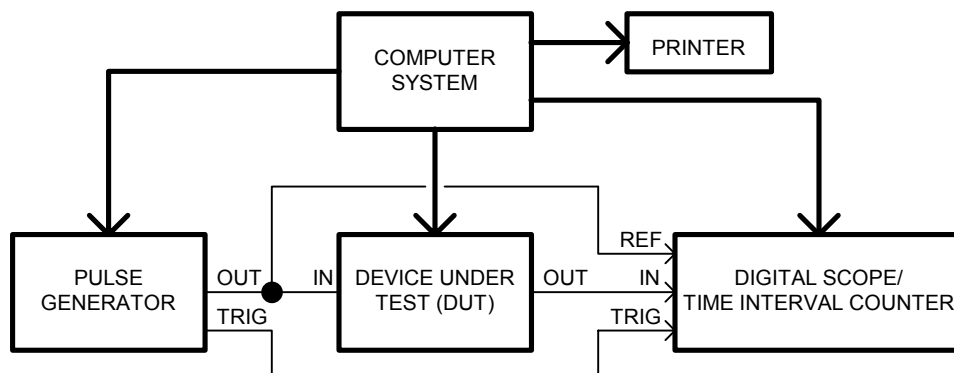 COMPUTER
SYSTEM
PRINTER
REF
PULSE
GENERATOR
OUT
TRIG
IN
DEVICE UNDER
TEST (DUT)
OUT
IN
TRIG
DIGITAL SCOPE/
TIME INTERVAL COUNTER